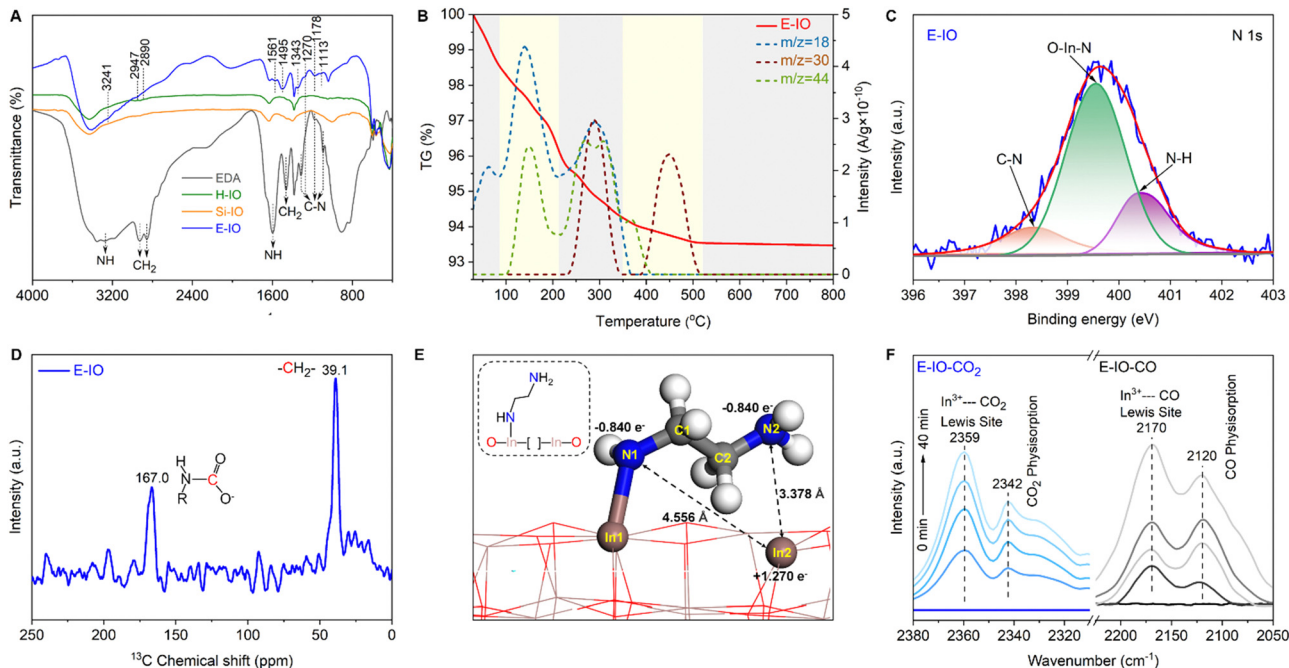 A
3241
2947
2890
1561
1495
1343
1270
1178
1113
Transmittance (%)
EDA
H-IO
Si-IO
E-IO
NH
CH₂
NH
CH₂
C-N
4000 3200 2400 1600 800
B
100
99
98
97
96
95
94
93
TG (%)
E-IO
m/z=18
m/z=30
m/z=44
5
4
3
2
1
0
Intensity (A/g×10⁻¹⁰)
100 200 300 400 500 600 700 800
Temperature (°C)
C
E-IO
N 1s
O-In-N
C-N
N-H
Intensity (a.u.)
396 397 398 399 400 401 402 403
Binding energy (eV)
D
E-IO
-CH₂-
39.1
167.0
H
N
R
C
O
O⁻
Intensity (a.u.)
250 200 150 100 50 0
¹³C Chemical shift (ppm)
E
NH₂
HN
O-In-[ ]-In-O
-0.840 e⁻
-0.840 e⁻
N1
C1
C2
N2
3.378 Å
4.556 Å
In1
In2
+1.270 e⁻
F
E-IO-CO₂
In³⁺--- CO₂
Lewis Site
2359
2342
CO₂ Physisorption
0 min
40 min
E-IO-CO
In³⁺--- CO
Lewis Site
2170
2120
CO Physisorption
Intensity (a.u.)
2380 2360 2340 2320 2200 2150 2100 2050
Wavenumber (cm⁻¹)